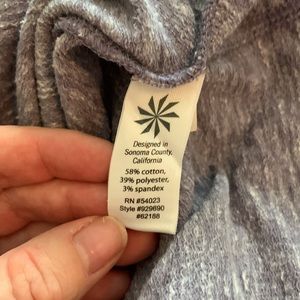 Designed in
Sonoma County,
California
58% cotton,
39% polyester,
3% spandex
RN #54023
Style #929890
#62188